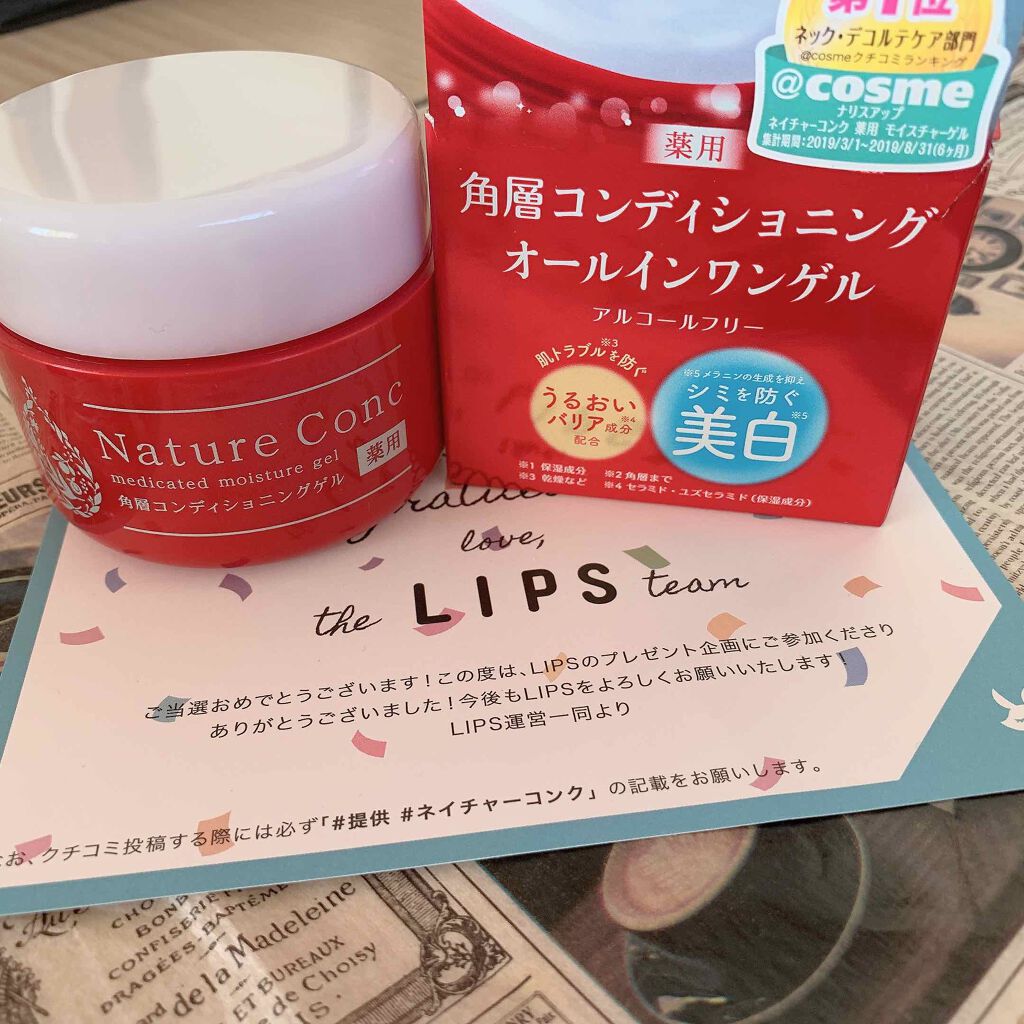 第1位
ネック・デコルテケア部門
@cosmeクチコミランキング
@cosme
ナリスアップ
ネイチャーコンク 薬用 モイスチャーゲル
集計期間:2019/3/1~2019/8/31(6ヶ月)
薬用
角層コンディショニング
オールインワンゲル
アルコールフリー
肌トラブルを防ぐ※3
うるおい
バリア成分※4
配合
※5メラニンの生成を抑え
シミを防ぐ
美白※5
※1 保湿成分 ※2 角層まで
※3 乾燥など ※4 セラミド・ユズセラミド(保湿成分)
Nature Conc
medicated moisture gel
薬用
角層コンディショニングゲル
love,
the LIPS team
ご当選おめでとうございます!この度は、LIPSのプレゼント企画にご参加くださり
ありがとうございました!今後もLIPSをよろしくお願いいたします!
LIPS運営一同より
お、クチコミ投稿する際には必ず「#提供 #ネイチャーコンク」の記載をお願いします。
CONFISERIE
DRAGÉES BAPTÊME
rd de la Madeleine
ET BUREAUX
de Choisy